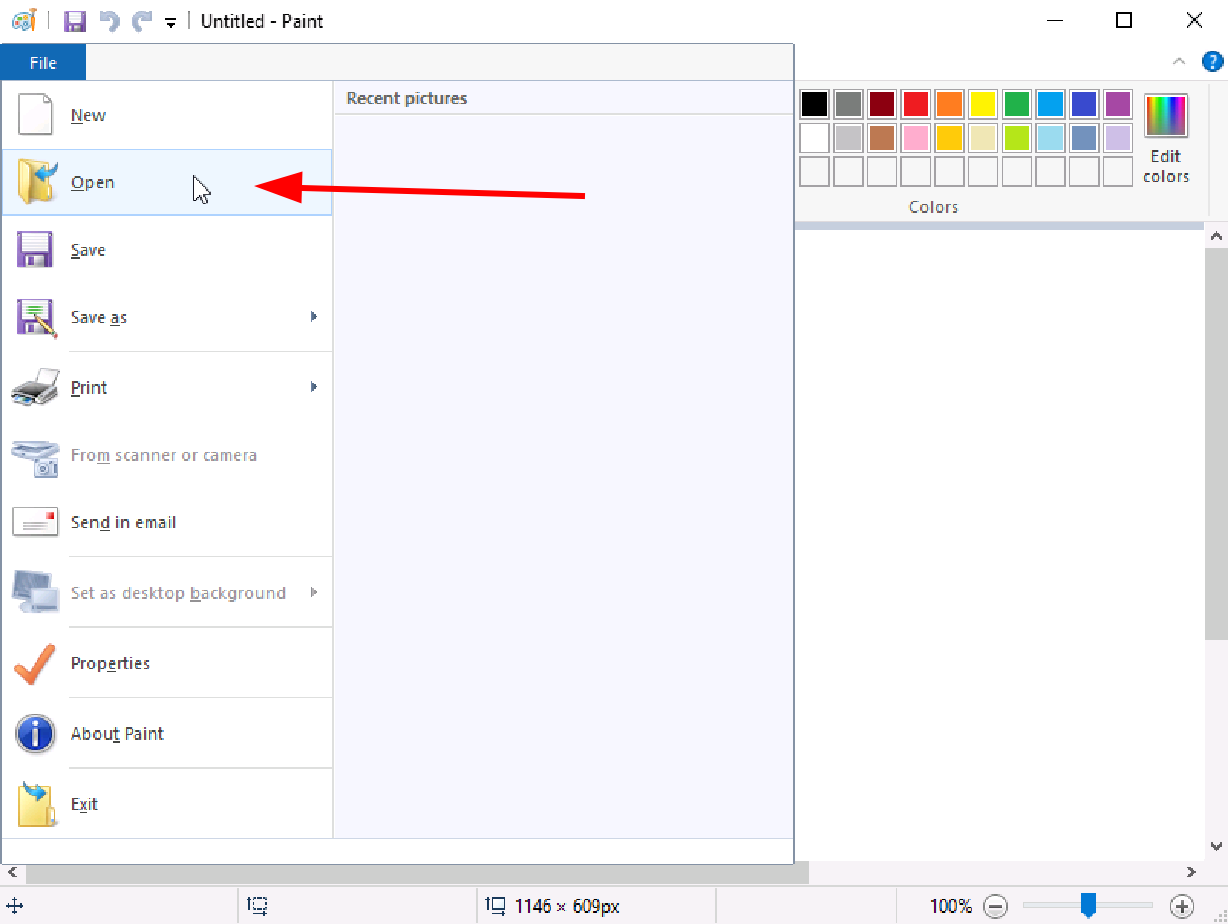 Untitled - Paint
File
New
Recent pictures
Open
Save
Save as
Print
From scanner or camera
Send in email
Set as desktop background
Properties
About Paint
Exit
Edit
colors
Colors
1146 × 609px
100%